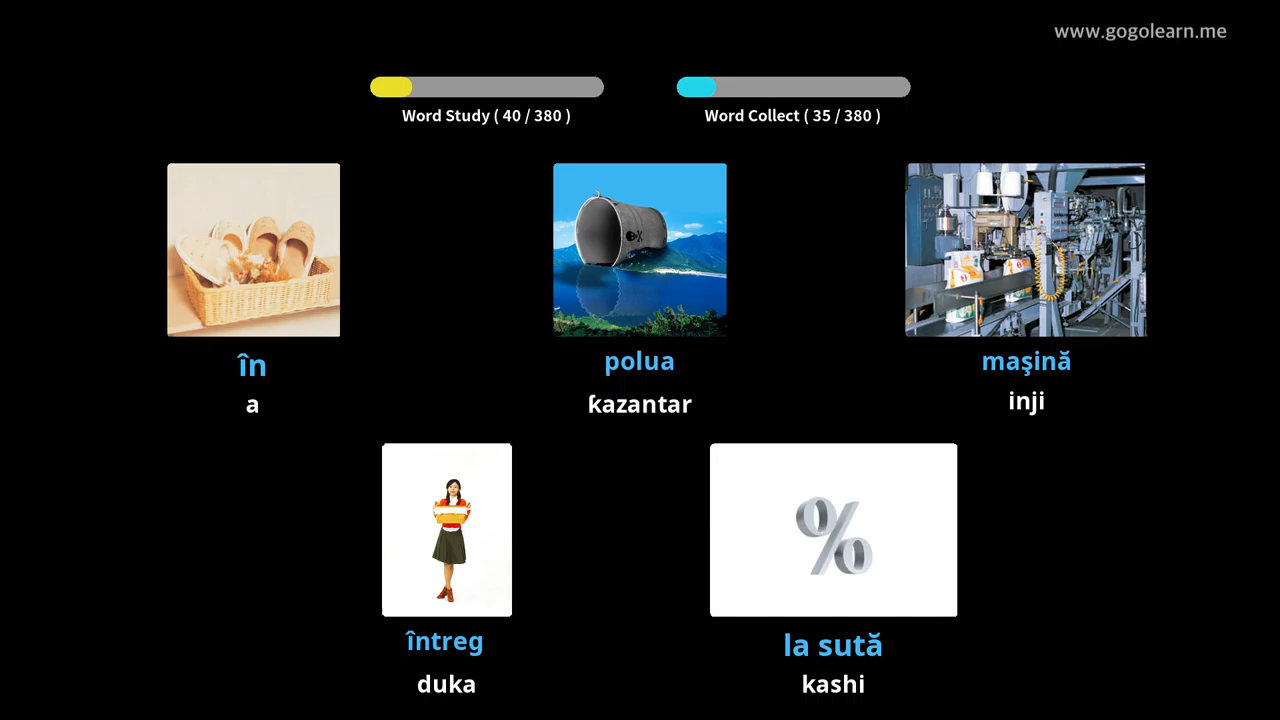 www.gogolearn.me
Word Study ( 40 / 380 )
Word Collect ( 35 / 380 )
în
polua
maşină
a
ƙazantar
inji
întreg
la sută
duka
kashi